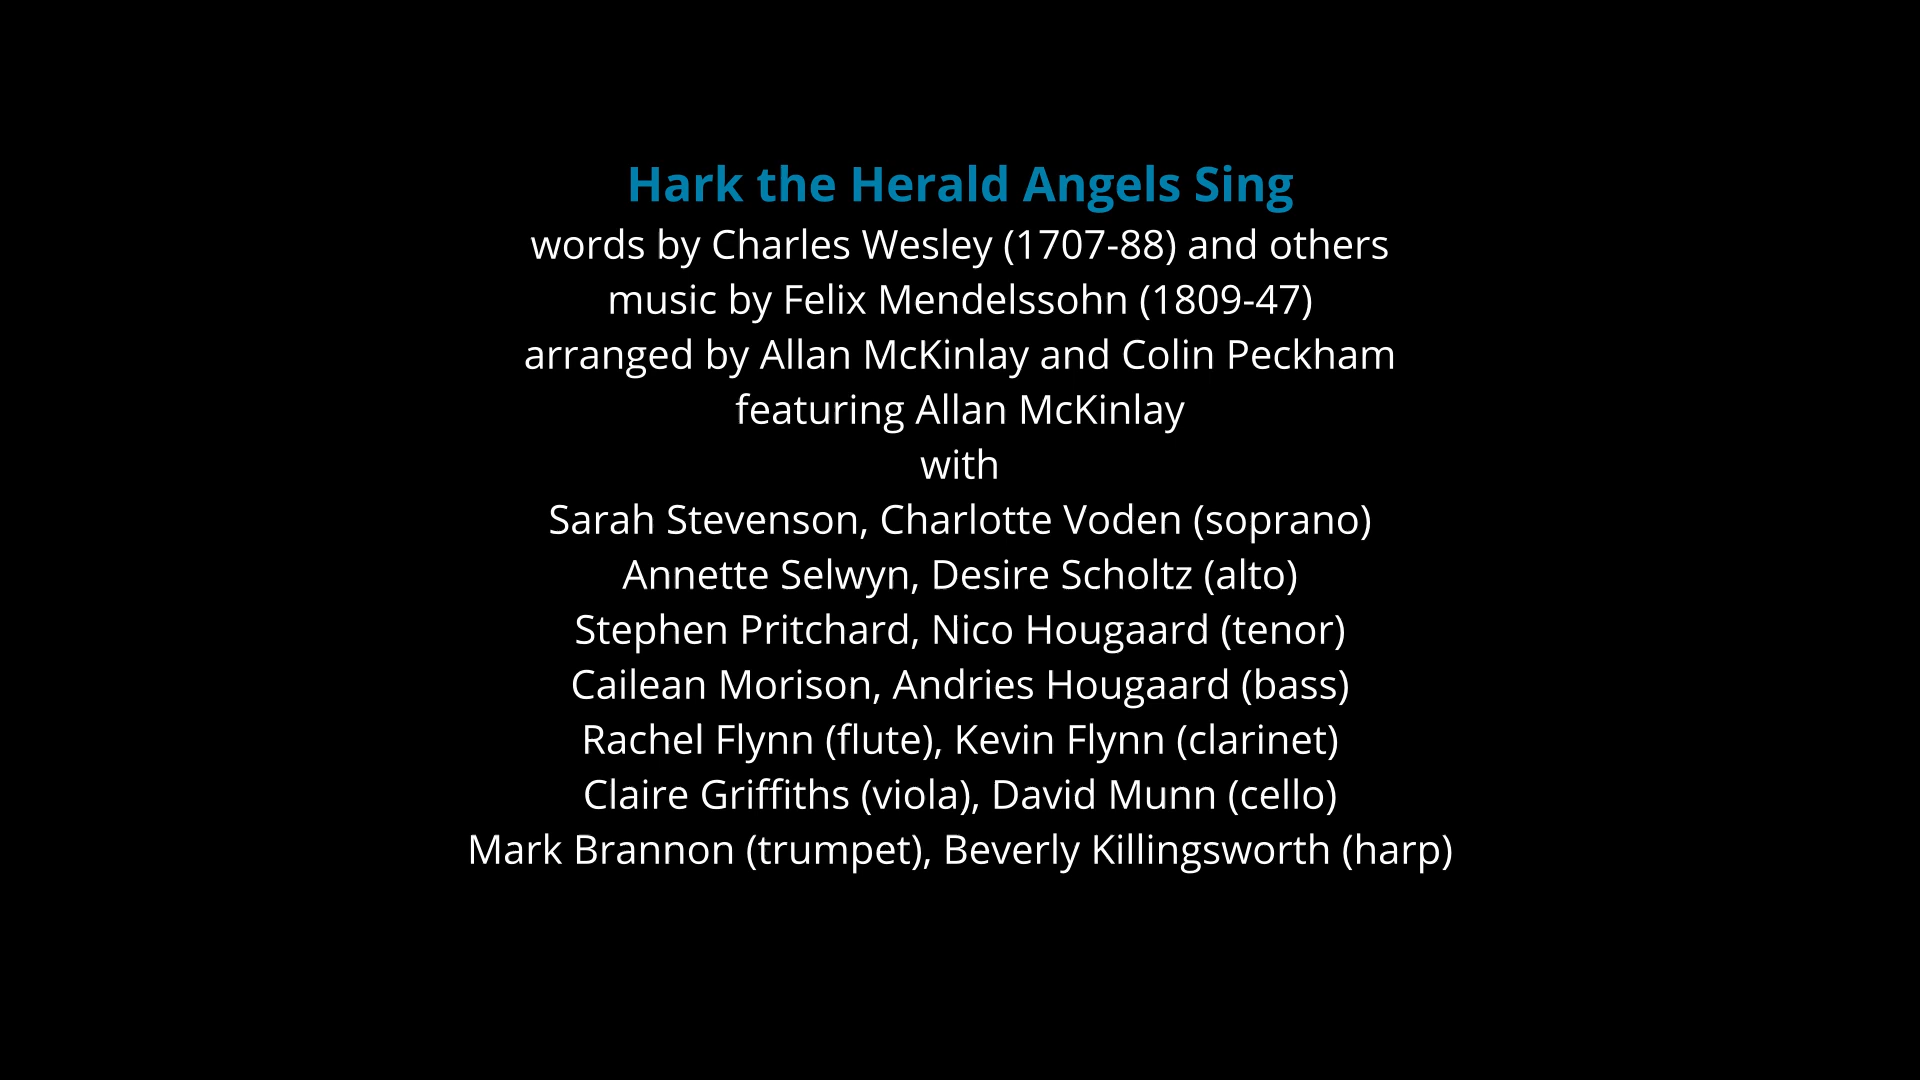 Hark the Herald Angels Sing
words by Charles Wesley (1707-88) and others
music by Felix Mendelssohn (1809-47)
arranged by Allan McKinlay and Colin Peckham
featuring Allan McKinlay
with
Sarah Stevenson, Charlotte Voden (soprano)
Annette Selwyn, Desire Scholtz (alto)
Stephen Pritchard, Nico Hougaard (tenor)
Cailean Morison, Andries Hougaard (bass)
Rachel Flynn (flute), Kevin Flynn (clarinet)
Claire Griffiths (viola), David Munn (cello)
Mark Brannon (trumpet), Beverly Killingsworth (harp)